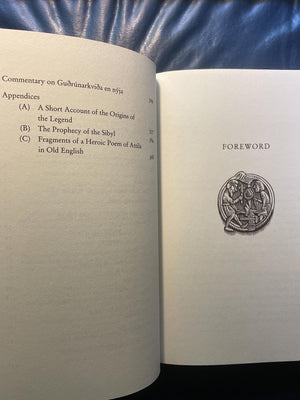 Commentary on Guðrúnarkviða en nýja
Appendices
(A) A Short Account of the Origins of
the Legend
(B) The Prophecy of the Sibyl
(C) Fragments of a Heroic Poem of Attila
in Old English
FOREWORD